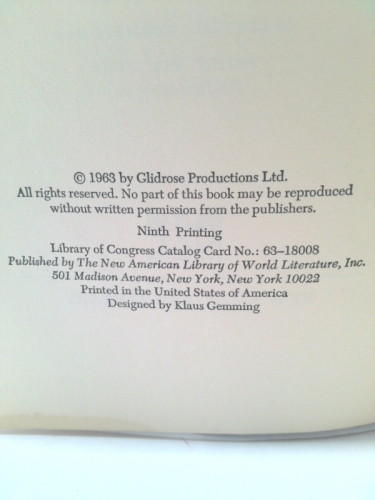 © 1963 by Glidrose Productions Ltd.
All rights reserved. No part of this book may be reproduced
without written permission from the publishers.
Ninth Printing
Library of Congress Catalog Card No.: 63–18008
Published by The New American Library of World Literature, Inc.
501 Madison Avenue, New York, New York 10022
Printed in the United States of America
Designed by Klaus Gemming